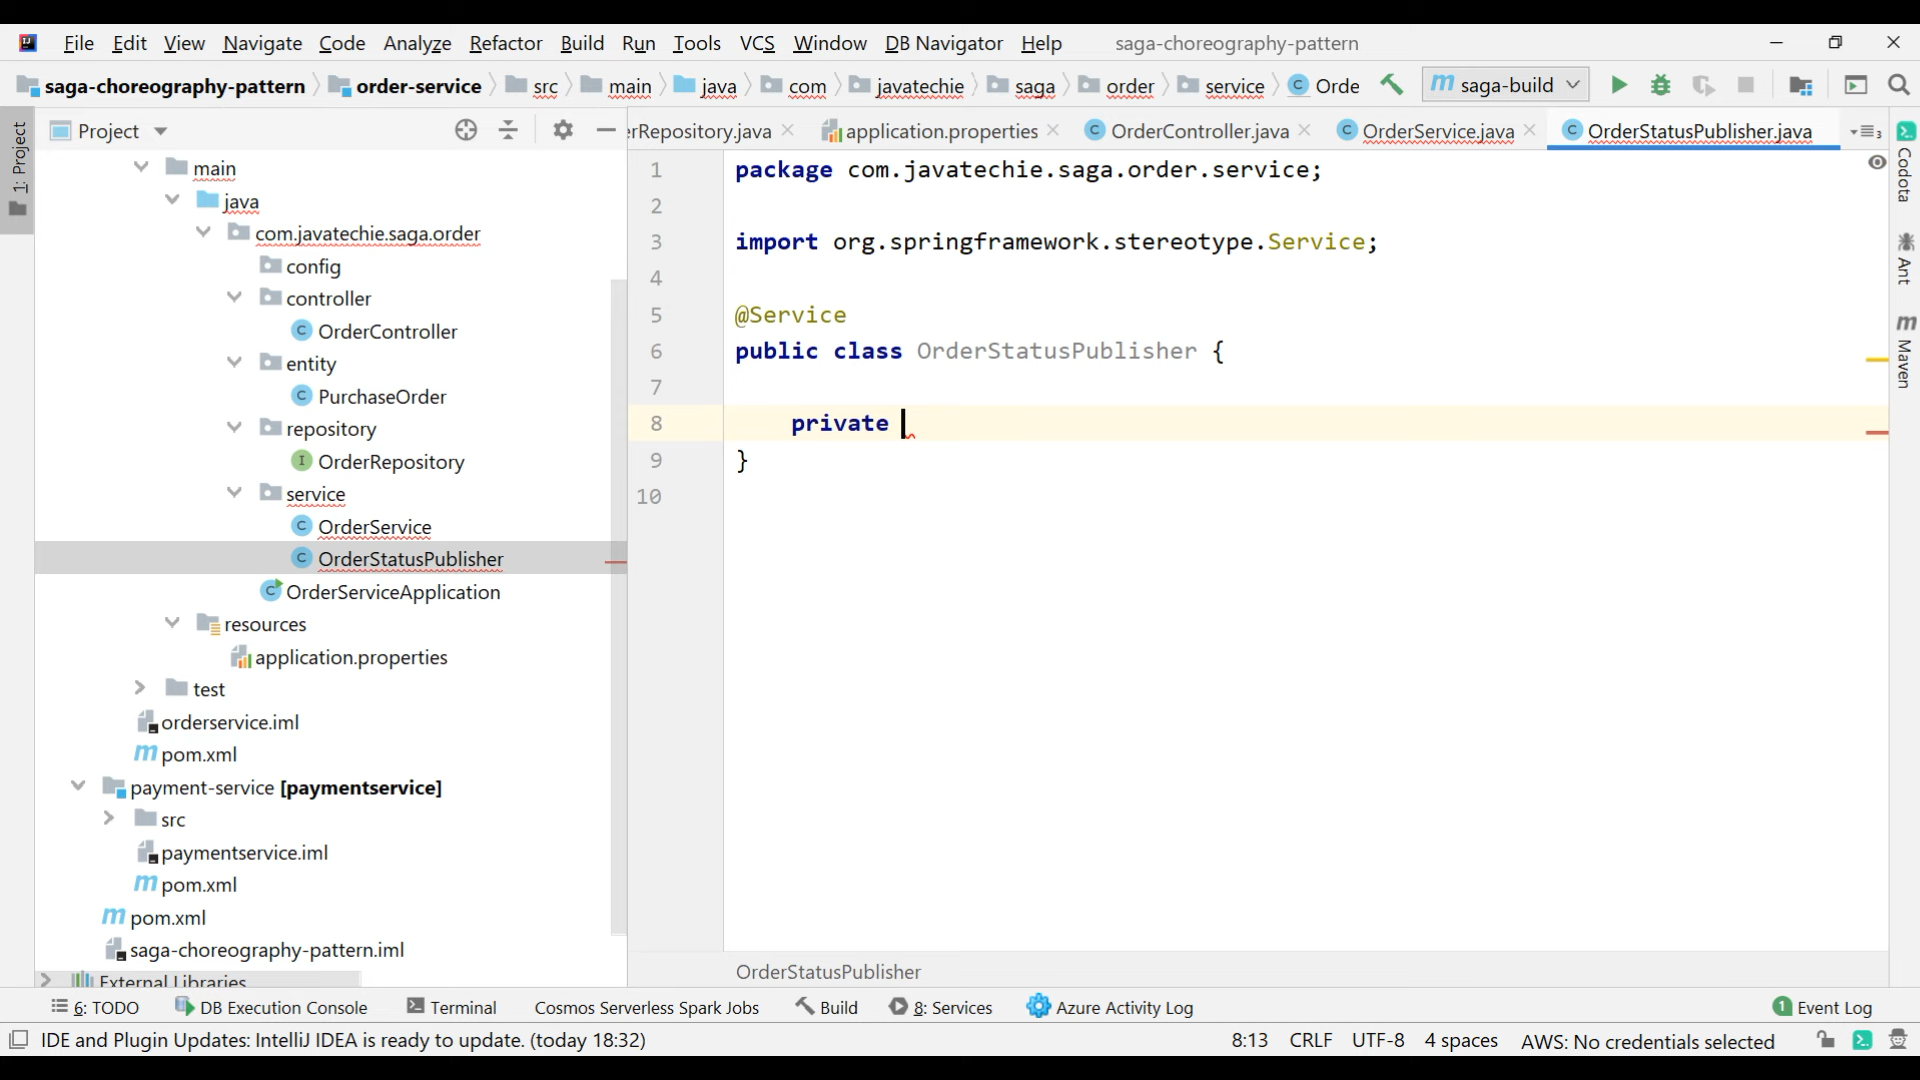 File Edit View Navigate Code Analyze Refactor Build Run Tools VCS Window DB Navigator Help saga-choreography-pattern
saga-choreography-pattern order-service src main java com javatechie saga order service Orde saga-build
1: Project
Project
rRepository.java application.properties OrderController.java OrderService.java OrderStatusPublisher.java
main
java
com.javatechie.saga.order
config
controller
OrderController
entity
PurchaseOrder
repository
OrderRepository
service
OrderService
OrderStatusPublisher
OrderServiceApplication
resources
application.properties
test
orderservice.iml
pom.xml
payment-service [paymentservice]
src
paymentservice.iml
pom.xml
pom.xml
saga-choreography-pattern.iml
External Libraries
1 package com.javatechie.saga.order.service;
2
3 import org.springframework.stereotype.Service;
4
5 @Service
6 public class OrderStatusPublisher {
7
8 private
9 }
10
OrderStatusPublisher
Codota
Ant
Maven
6: TODO DB Execution Console Terminal Cosmos Serverless Spark Jobs Build 8: Services Azure Activity Log 1 Event Log
IDE and Plugin Updates: IntelliJ IDEA is ready to update. (today 18:32) 8:13 CRLF UTF-8 4 spaces AWS: No credentials selected